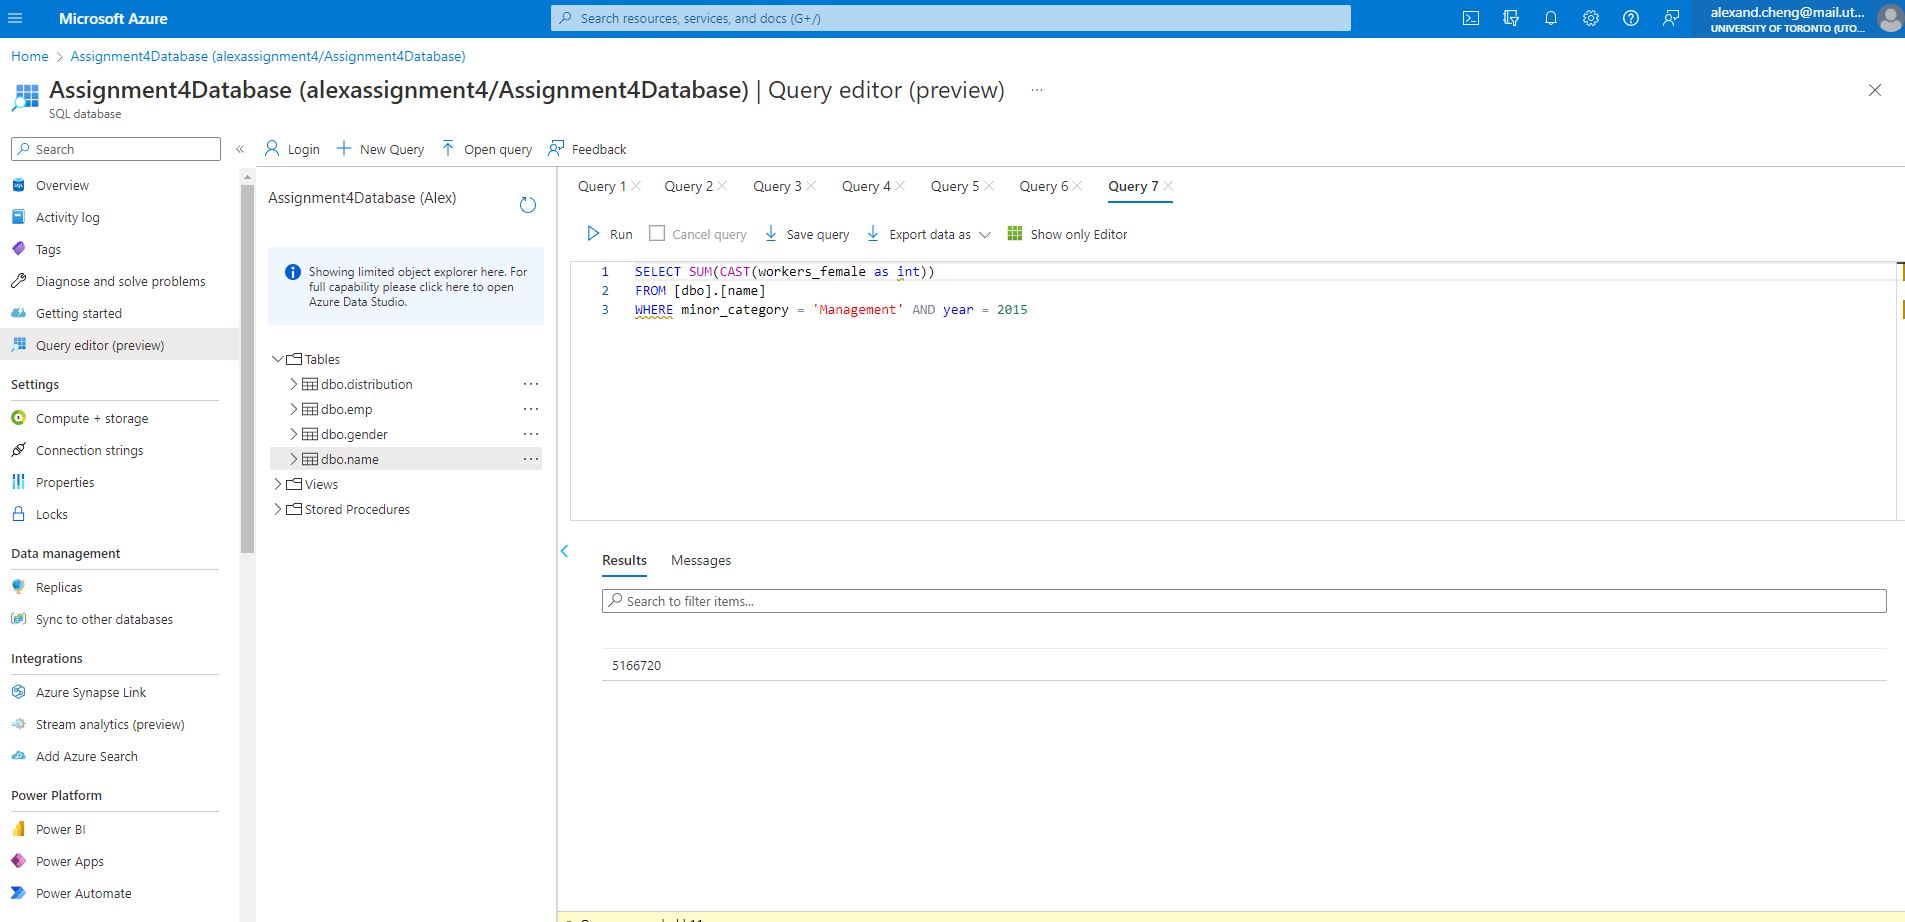 Microsoft Azure
Search resources, services, and docs (G+/)
alexand.cheng@mail.ut...
UNIVERSITY OF TORONTO (UTO...
Home > Assignment4Database (alexassignment4/Assignment4Database)
Assignment4Database (alexassignment4/Assignment4Database) | Query editor (preview) ...
SQL database
Search
«
Overview
Activity log
Tags
Diagnose and solve problems
Getting started
Query editor (preview)
Settings
Compute + storage
Connection strings
Properties
Locks
Data management
Replicas
Sync to other databases
Integrations
Azure Synapse Link
Stream analytics (preview)
Add Azure Search
Power Platform
Power BI
Power Apps
Power Automate
Login
New Query
Open query
Feedback
Assignment4Database (Alex)
Showing limited object explorer here. For
full capability please click here to open
Azure Data Studio.
Tables
dbo.distribution ...
dbo.emp ...
dbo.gender ...
dbo.name ...
Views
Stored Procedures
Query 1 Query 2 Query 3 Query 4 Query 5 Query 6 Query 7
Run Cancel query Save query Export data as Show only Editor
1 SELECT SUM(CAST(workers_female as int))
2 FROM [dbo].[name]
3 WHERE minor_category = 'Management' AND year = 2015
Results Messages
Search to filter items...
5166720